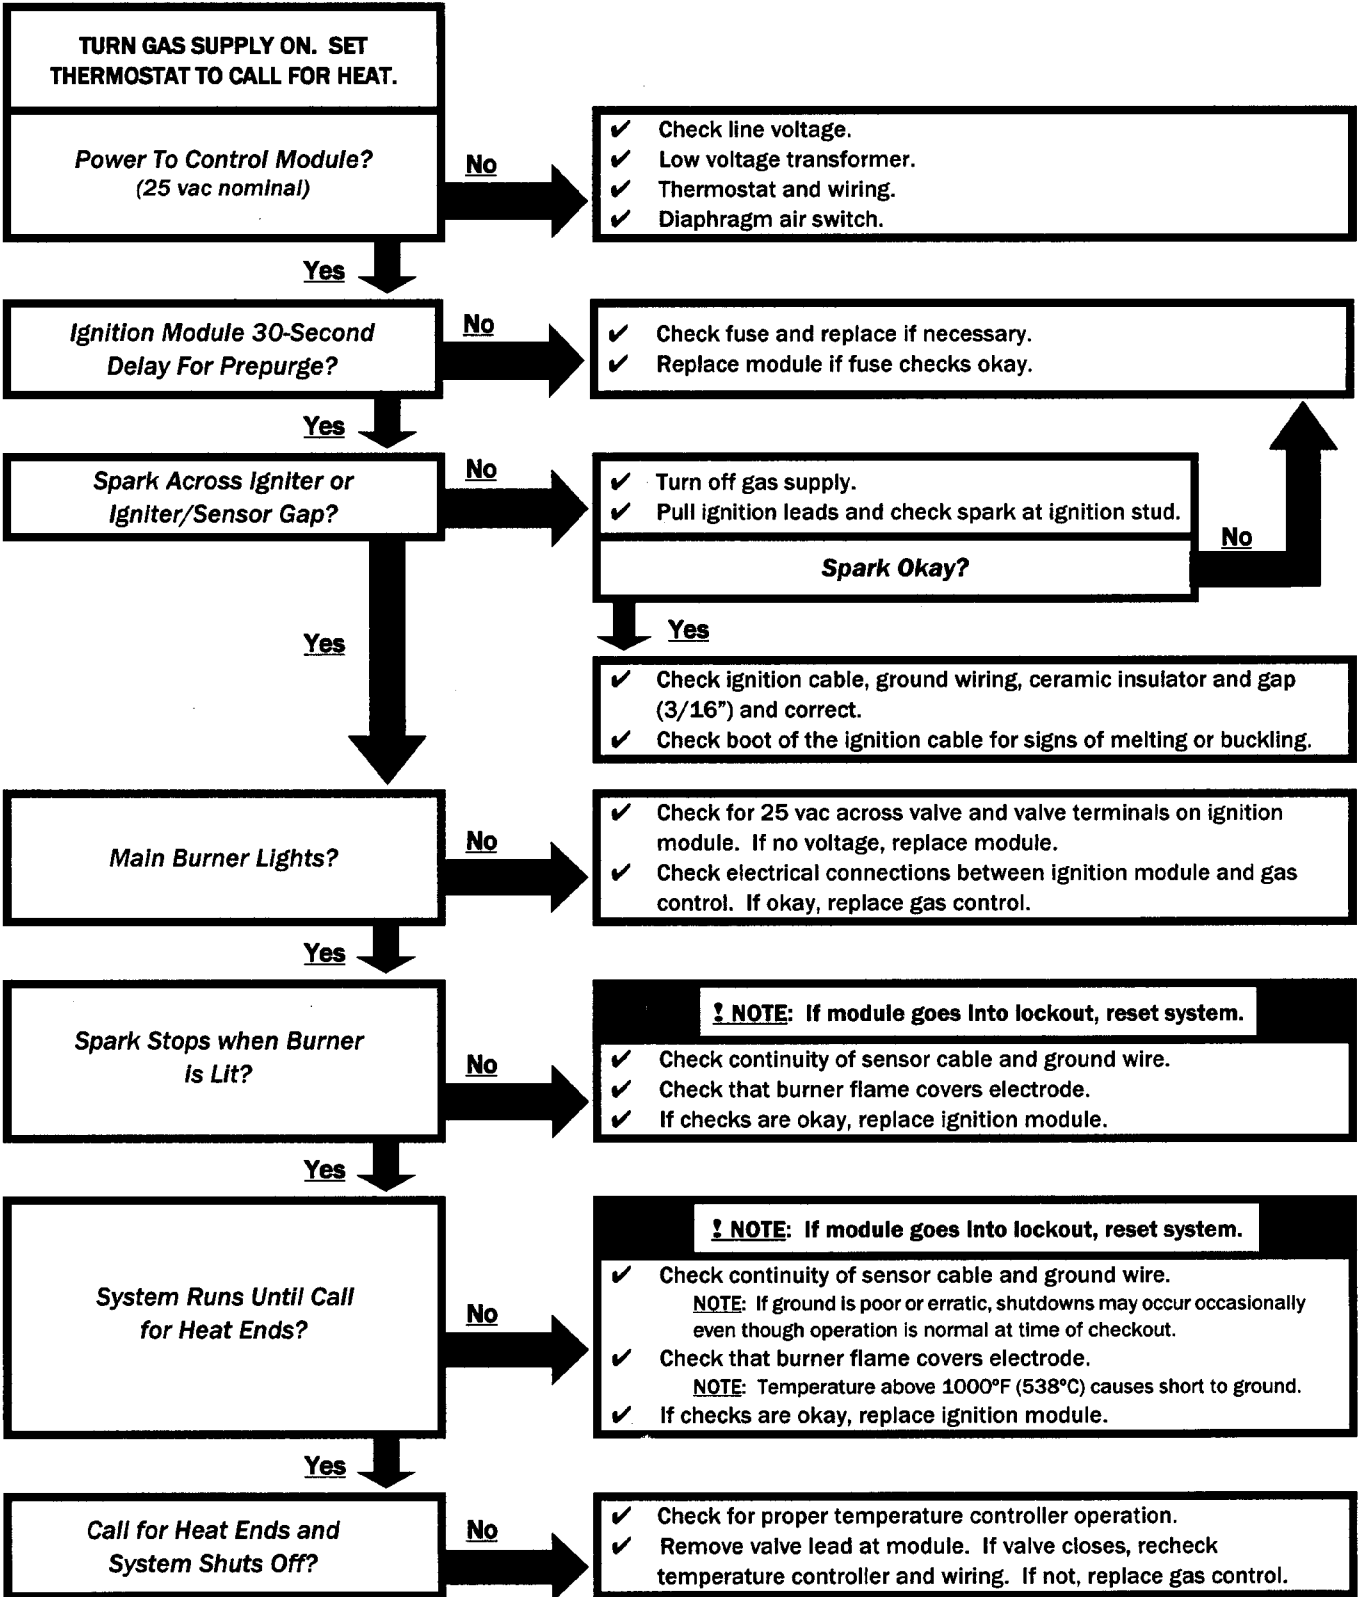 TURN GAS SUPPLY ON. SET
THERMOSTAT TO CALL FOR HEAT.
Power To Control Module?
(25 vac nominal)
No
✔ Check line voltage.
✔ Low voltage transformer.
✔ Thermostat and wiring.
✔ Diaphragm air switch.
Yes
Ignition Module 30-Second
Delay For Prepurge?
No
✔ Check fuse and replace if necessary.
✔ Replace module if fuse checks okay.
Yes
Spark Across Igniter or
Igniter/Sensor Gap?
No
✔ Turn off gas supply.
✔ Pull ignition leads and check spark at ignition stud.
Spark Okay?
No
Yes
Yes
✔ Check ignition cable, ground wiring, ceramic insulator and gap
(3/16") and correct.
✔ Check boot of the ignition cable for signs of melting or buckling.
Main Burner Lights?
No
✔ Check for 25 vac across valve and valve terminals on ignition
module. If no voltage, replace module.
✔ Check electrical connections between ignition module and gas
control. If okay, replace gas control.
Yes
Spark Stops when Burner
is Lit?
No
! NOTE: If module goes into lockout, reset system.
✔ Check continuity of sensor cable and ground wire.
✔ Check that burner flame covers electrode.
✔ If checks are okay, replace ignition module.
Yes
System Runs Until Call
for Heat Ends?
No
! NOTE: If module goes into lockout, reset system.
✔ Check continuity of sensor cable and ground wire.
NOTE: If ground is poor or erratic, shutdowns may occur occasionally
even though operation is normal at time of checkout.
✔ Check that burner flame covers electrode.
NOTE: Temperature above 1000°F (538°C) causes short to ground.
✔ If checks are okay, replace ignition module.
Yes
Call for Heat Ends and
System Shuts Off?
No
✔ Check for proper temperature controller operation.
✔ Remove valve lead at module. If valve closes, recheck
temperature controller and wiring. If not, replace gas control.